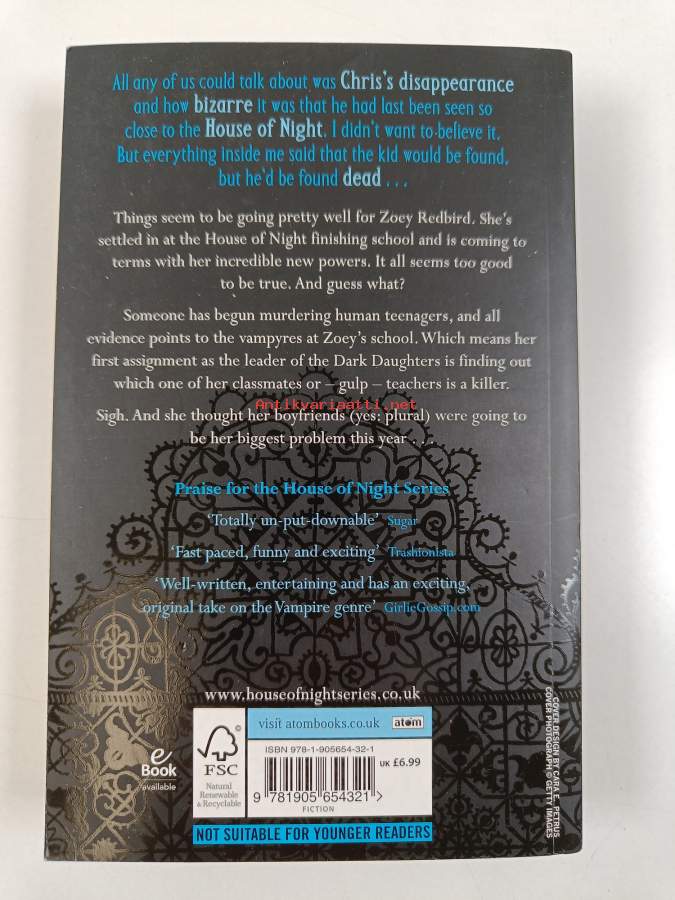 All any of us could talk about was Chris's disappearance
and how bizarre it was that he had last been seen so
close to the House of Night. I didn't want to believe it.
But everything inside me said that the kid would be found,
but he'd be found dead . . .
Things seem to be going pretty well for Zoey Redbird. She's
settled in at the House of Night finishing school and is coming to
terms with her incredible new powers. It all seems too good
to be true. And guess what?
Someone has begun murdering human teenagers, and all
evidence points to the vampyres at Zoey's school. Which means her
first assignment as the leader of the Dark Daughters is finding out
which one of her classmates or – gulp – teachers is a killer.
Antikvariaatti.net
Sigh. And she thought her boyfriends (yes: plural) were going to
be her biggest problem this year . . .
Praise for the House of Night Series
'Totally un-put-downable' Sugar
'Fast paced, funny and exciting' Trashionista
'Well-written, entertaining and has an exciting,
original take on the Vampire genre' GirlieGossip.com
www.houseofnightseries.co.uk
visit atombooks.co.uk
atom
e
Book
available
FSC
Natural
Renewable
& Recyclable
ISBN 978-1-905654-32-1
UK £6.99
9 781905 654321 >
FICTION
NOT SUITABLE FOR YOUNGER READERS
COVER DESIGN BY CARA E. PETRUS
COVER PHOTOGRAPH © GETTY IMAGES